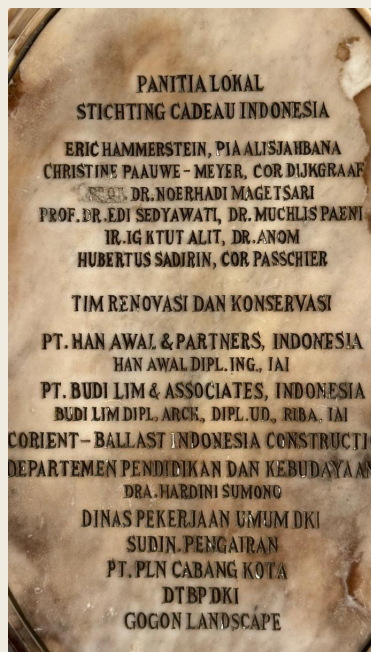 PANITIA LOKAL
STICHTING CADEAU INDONESIA
ERIC HAMMERSTEIN, PIA ALISJAHBANA
CHRISTINE PAAUWE - MEYER, COR DIJKGRAAF
DR. NOERHADI MAGETSARI
PROF. DR. EDI SEDYAWATI, DR. MUCHLIS PAENI
IR. IG KTUT ALIT, DR. ANOM
HUBERTUS SADIRIN, COR PASSCHIER
TIM RENOVASI DAN KONSERVASI
PT. HAN AWAL & PARTNERS, INDONESIA
HAN AWAL DIPL. ING., IAI
PT. BUDI LIM & ASSOCIATES, INDONESIA
BUDI LIM DIPL. ARCH., DIPL. UD., RIBA, IAI
CORIENT - BALLAST INDONESIA CONSTRUCTI
DEPARTEMEN PENDIDIKAN DAN KEBUDAYAAN
DRA. HARDINI SUMONO
DINAS PEKERJAAN UMUM DKI
SUDIN. PENGAIRAN
PT. PLN CABANG KOTA
DTBP DKI
GOGON LANDSCAPE